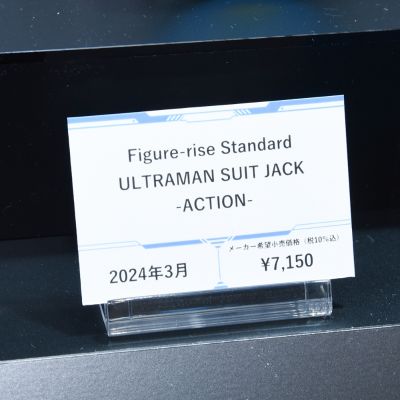 Figure-rise Standard
ULTRAMAN SUIT JACK
-ACTION-
2024年3月
メーカー希望小売価格（税10%込）
¥7,150